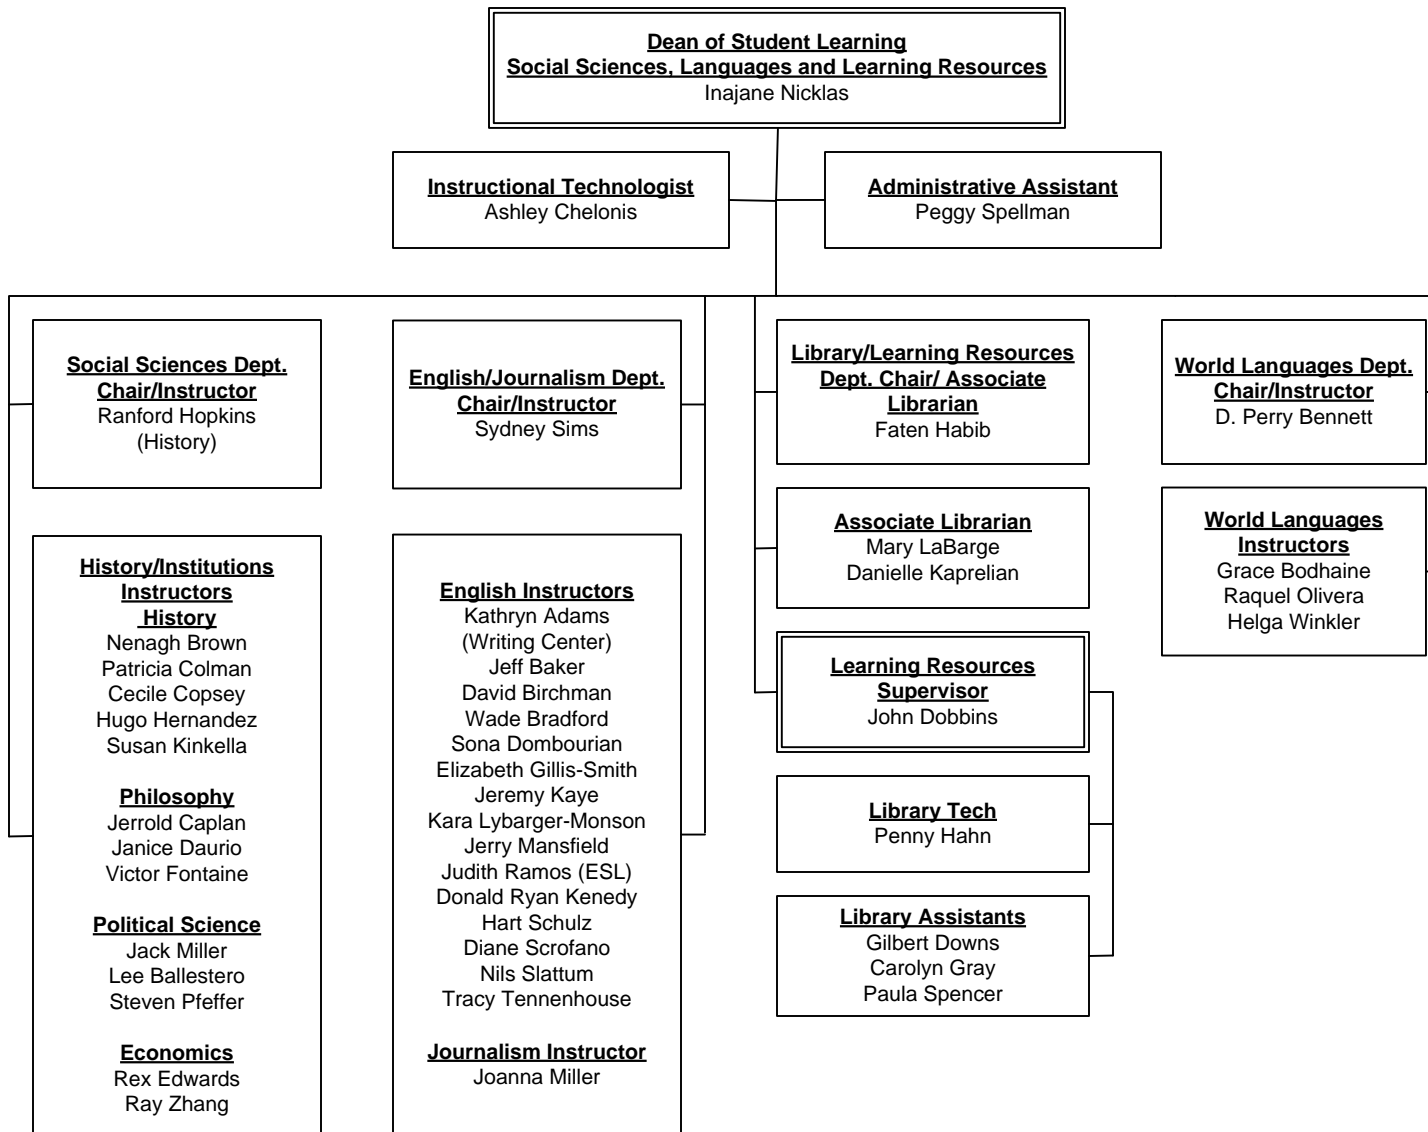 Dean of Student Learning
Social Sciences, Languages and Learning Resources
Inajane Nicklas
Instructional Technologist
Ashley Chelonis
Administrative Assistant
Peggy Spellman
Social Sciences Dept.
Chair/Instructor
Ranford Hopkins
(History)
English/Journalism Dept.
Chair/Instructor
Sydney Sims
Library/Learning Resources
Dept. Chair/ Associate
Librarian
Faten Habib
World Languages Dept.
Chair/Instructor
D. Perry Bennett
History/Institutions
Instructors
History
Nenagh Brown
Patricia Colman
Cecile Copsey
Hugo Hernandez
Susan Kinkella
Philosophy
Jerrold Caplan
Janice Daurio
Victor Fontaine
Political Science
Jack Miller
Lee Ballestero
Steven Pfeffer
Economics
Rex Edwards
Ray Zhang
English Instructors
Kathryn Adams
(Writing Center)
Jeff Baker
David Birchman
Wade Bradford
Sona Dombourian
Elizabeth Gillis-Smith
Jeremy Kaye
Kara Lybarger-Monson
Jerry Mansfield
Judith Ramos (ESL)
Donald Ryan Kenedy
Hart Schulz
Diane Scrofano
Nils Slattum
Tracy Tennenhouse
Journalism Instructor
Joanna Miller
Associate Librarian
Mary LaBarge
Danielle Kaprelian
Learning Resources
Supervisor
John Dobbins
Library Tech
Penny Hahn
Library Assistants
Gilbert Downs
Carolyn Gray
Paula Spencer
World Languages
Instructors
Grace Bodhaine
Raquel Olivera
Helga Winkler